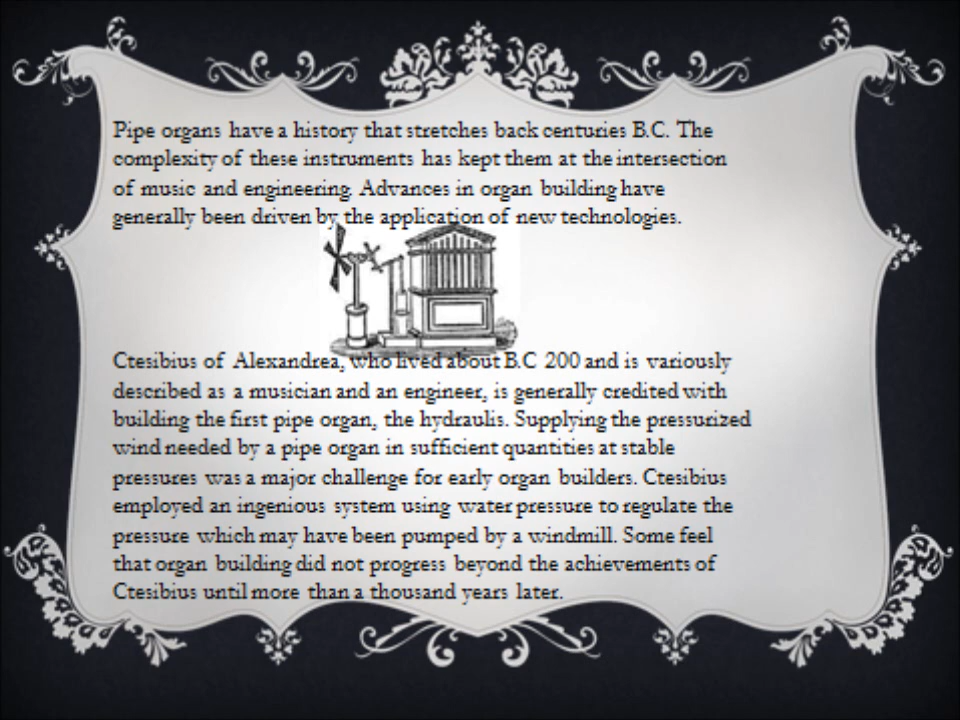 Pipe organs have a history that stretches back centuries B.C. The
complexity of these instruments has kept them at the intersection
of music and engineering. Advances in organ building have
generally been driven by the application of new technologies.
Ctesibius of Alexandrea, who lived about B.C 200 and is variously
described as a musician and an engineer, is generally credited with
building the first pipe organ, the hydraulis. Supplying the pressurized
wind needed by a pipe organ in sufficient quantities at stable
pressures was a major challenge for early organ builders. Ctesibius
employed an ingenious system using water pressure to regulate the
pressure which may have been pumped by a windmill. Some feel
that organ building did not progress beyond the achievements of
Ctesibius until more than a thousand years later.